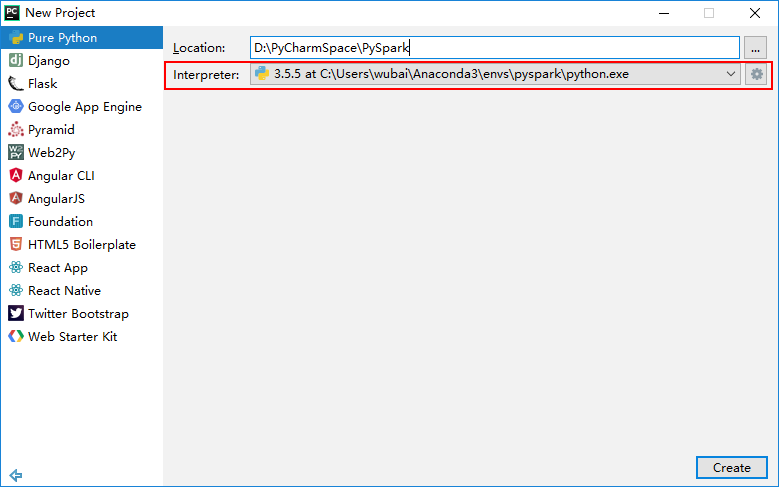 PC
New Project
Pure Python
Django
Flask
Google App Engine
Pyramid
Web2Py
Angular CLI
AngularJS
Foundation
HTML5 Boilerplate
React App
React Native
Twitter Bootstrap
Web Starter Kit
Location: D:\PyCharmSpace\PySpark ...
Interpreter: 3.5.5 at C:\Users\wubai\Anaconda3\envs\pyspark\python.exe
Create